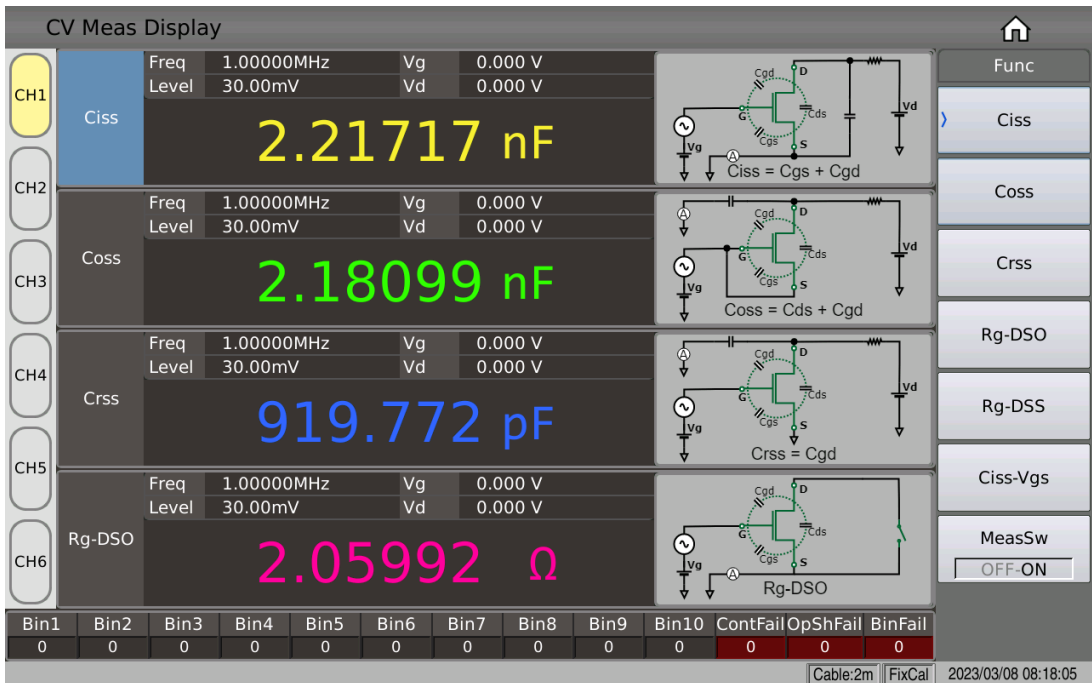 CV Meas Display
Func
CH1
CH2
CH3
CH4
CH5
CH6
Ciss
Freq 1.00000MHz Vg 0.000 V
Level 30.00mV Vd 0.000 V
2.21717 nF
Cgd D
G Cds Vd
Cgs S
Vg A
Ciss = Cgs + Cgd
Coss
Freq 1.00000MHz Vg 0.000 V
Level 30.00mV Vd 0.000 V
2.18099 nF
A Cgd D
G Cds Vd
Cgs S
Vg
Coss = Cds + Cgd
Crss
Freq 1.00000MHz Vg 0.000 V
Level 30.00mV Vd 0.000 V
919.772 pF
A Cgd D
G Cds Vd
Cgs S
Vg
Crss = Cgd
Rg-DSO
Freq 1.00000MHz Vg 0.000 V
Level 30.00mV Vd 0.000 V
2.05992 Ω
Cgd D
G Cds
Cgs S
Vg A
Rg-DSO
Ciss
Coss
Crss
Rg-DSO
Rg-DSS
Ciss-Vgs
MeasSw
OFF-ON
Bin1 Bin2 Bin3 Bin4 Bin5 Bin6 Bin7 Bin8 Bin9 Bin10 ContFail OpShFail BinFail
0 0 0 0 0 0 0 0 0 0 0 0 0
Cable:2m FixCal 2023/03/08 08:18:05